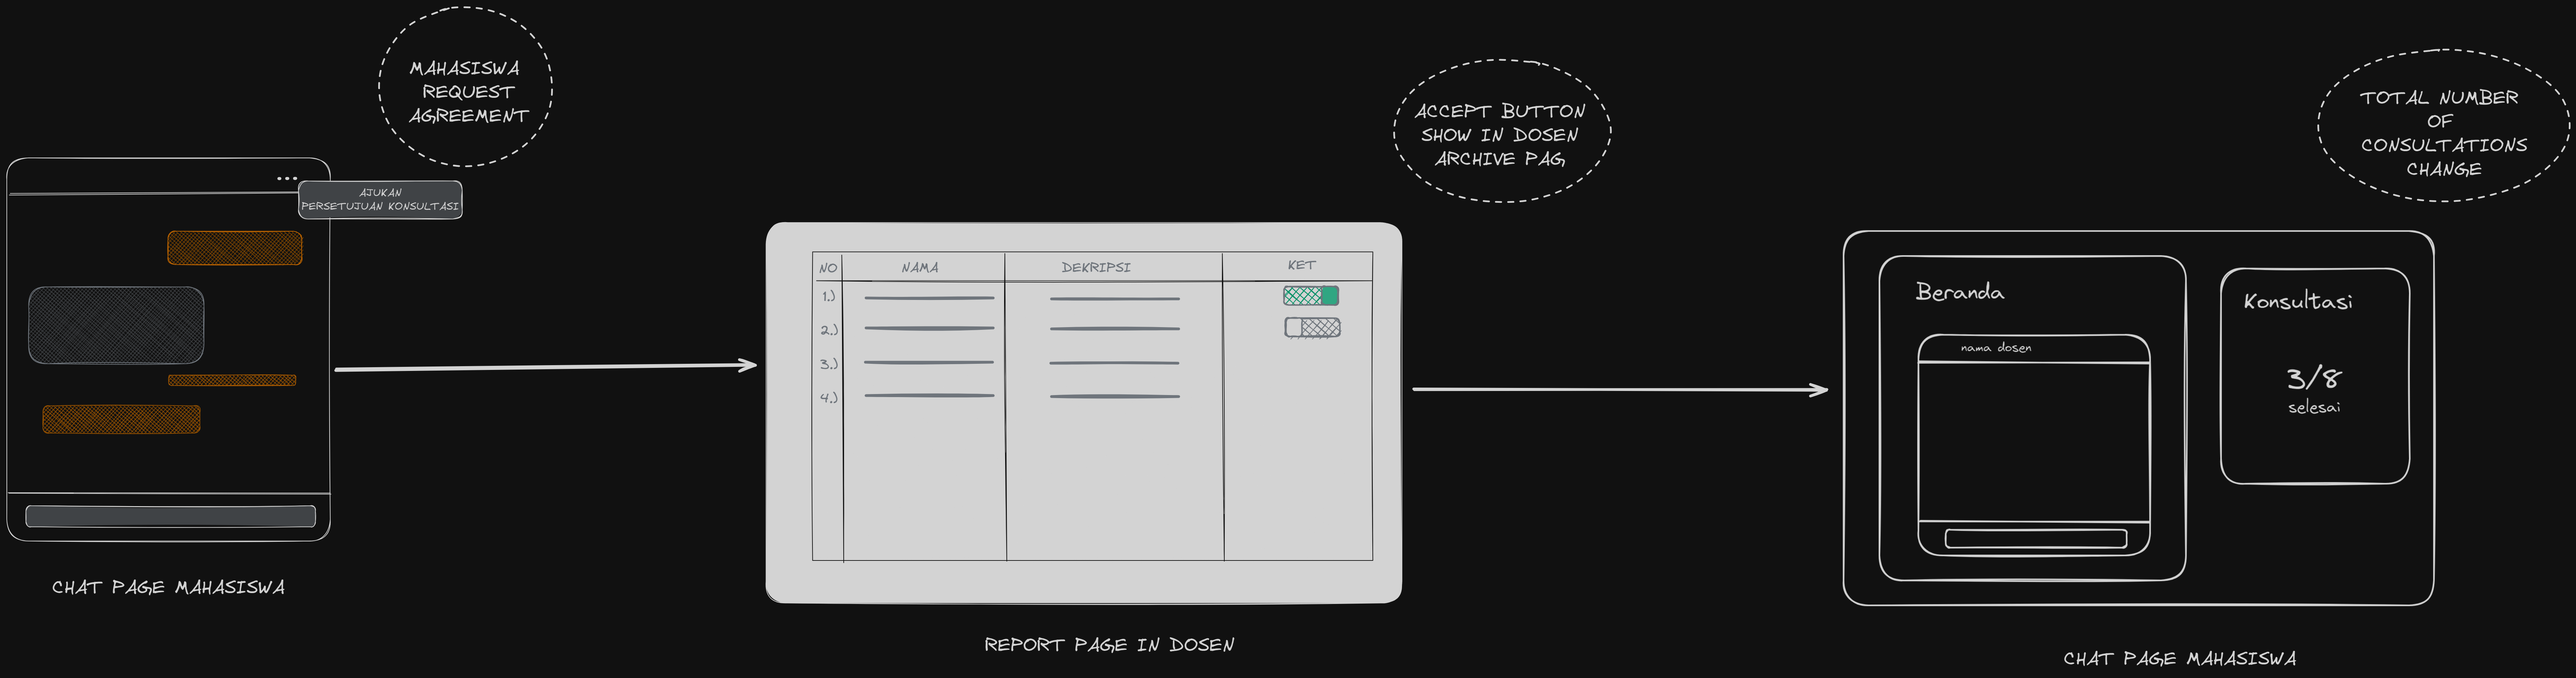 MAHASISWA
REQUEST
AGREEMENT
AJUKAN
PERSETUJUAN KONSULTASI
CHAT PAGE MAHASISWA
ACCEPT BUTTON
SHOW IN DOSEN
ARCHIVE PAG,
NO NAMA DEKRIPSI KET
1.)
2.)
3.)
4.)
REPORT PAGE IN DOSEN
TOTAL NUMBER
OF
CONSULTATIONS
CHANGE
Beranda
nama dosen
Konsultasi
3/8
selesai
CHAT PAGE MAHASISWA